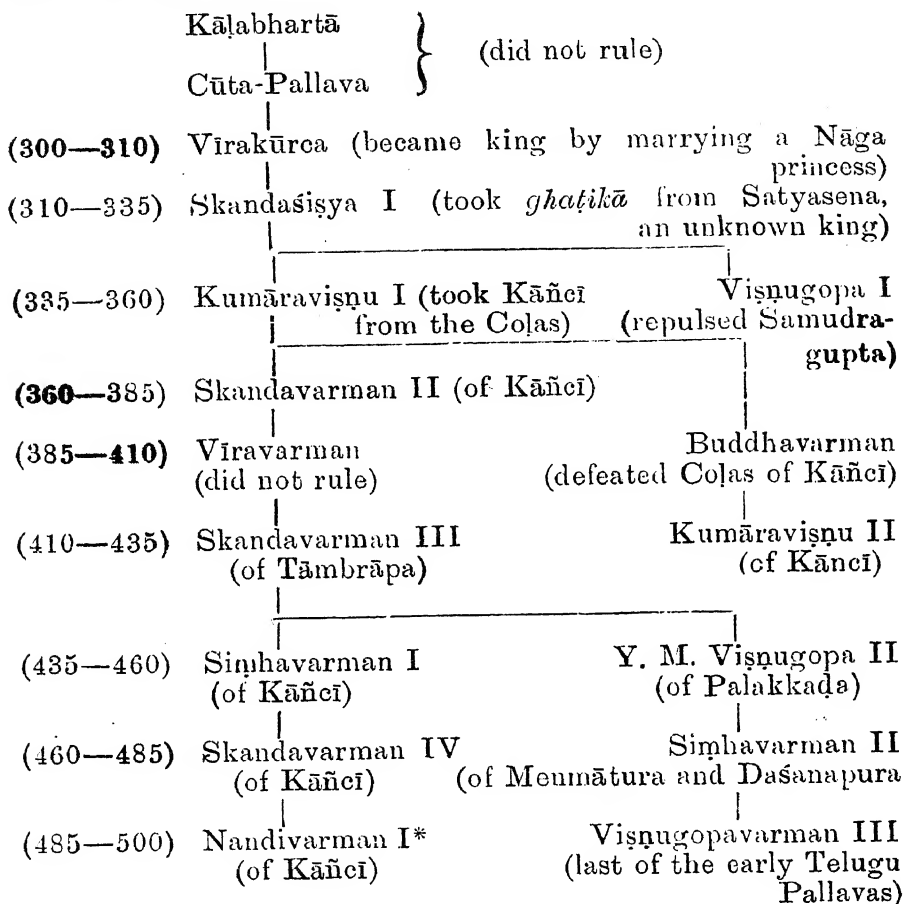 Kāḷabhartā
(did not rule)
Cūta-Pallava
(300—310) Vīrakūrca (became king by marrying a Nāga
princess)
(310—335) Skandaśiṣya I (took ghaṭikā from Satyasena,
an unknown king)
(335—360) Kumāraviṣṇu I (took Kāñcī Viṣṇugopa I
from the Coḷas) (repulsed Samudra-
gupta)
(360—385) Skandavarman II (of Kāñcī)
(385—410) Vīravarman Buddhavarman
(did not rule) (defeated Coḷas of Kāñcī)
(410—435) Skandavarman III Kumāraviṣṇu II
(of Tāmbrāpa) (of Kāncī)
(435—460) Siṃhavarman I Y. M. Viṣṇugopa II
(of Kāñcī) (of Palakkaḍa)
(460—485) Skandavarman IV Siṃhavarman II
(of Kāñcī) (of Menmātura and Daśanapura
(485—500) Nandivarman I* Viṣṇugopavarman III
(of Kāñcī) (last of the early Telugu
Pallavas)